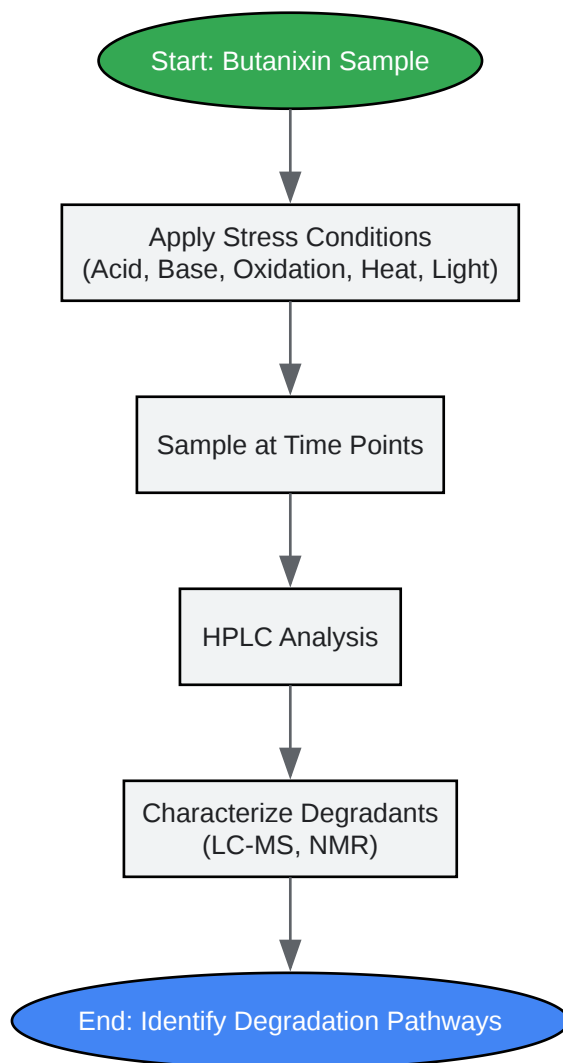 Start: Butanixin Sample
Apply Stress Conditions
(Acid, Base, Oxidation, Heat, Light)
Sample at Time Points
HPLC Analysis
Characterize Degradants
(LC-MS, NMR)
End: Identify Degradation Pathways